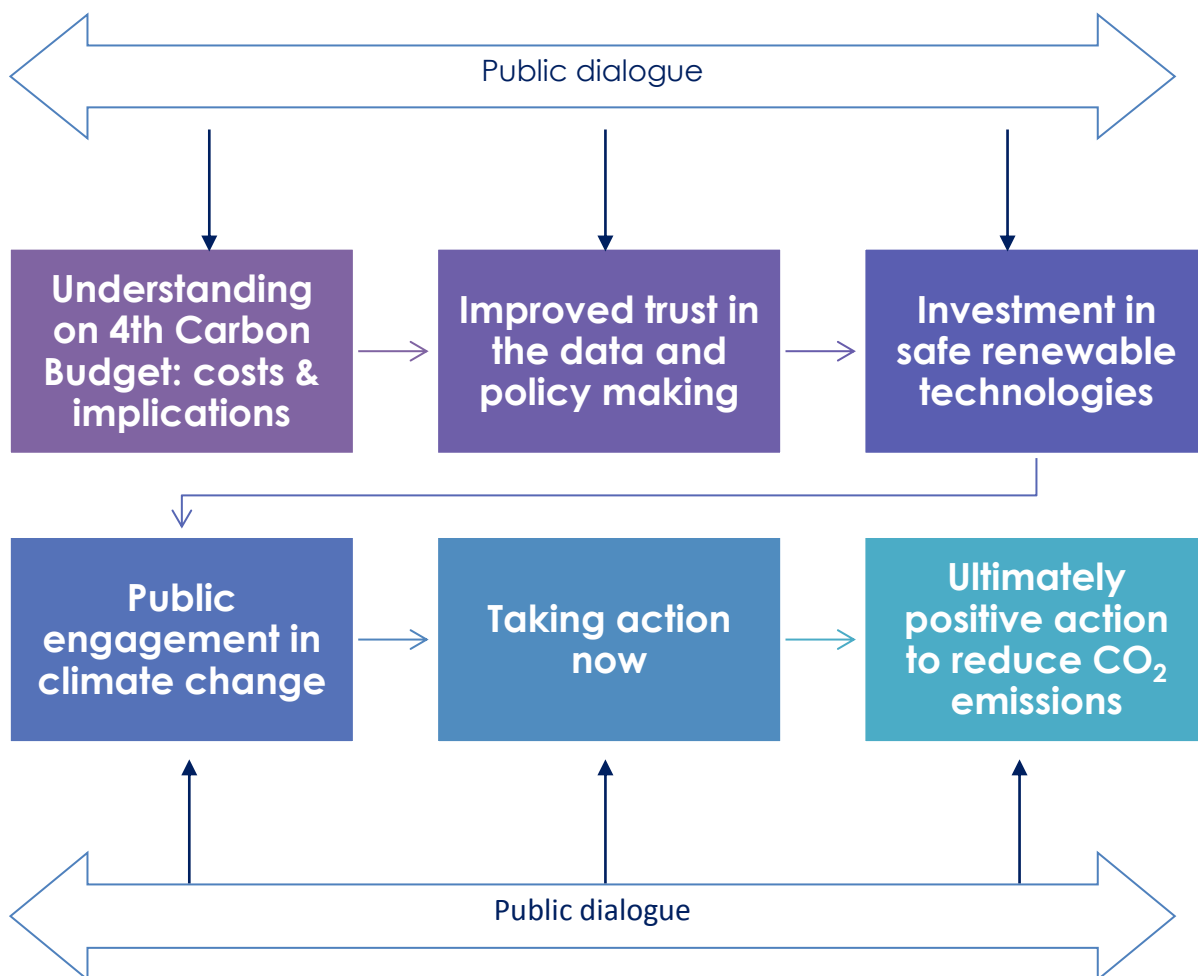 Public dialogue
Understanding
on 4th Carbon
Budget: costs &
implications
Improved trust in
the data and
policy making
Investment in
safe renewable
technologies
Public
engagement in
climate change
Taking action
now
Ultimately
positive action
to reduce CO₂
emissions
Public dialogue